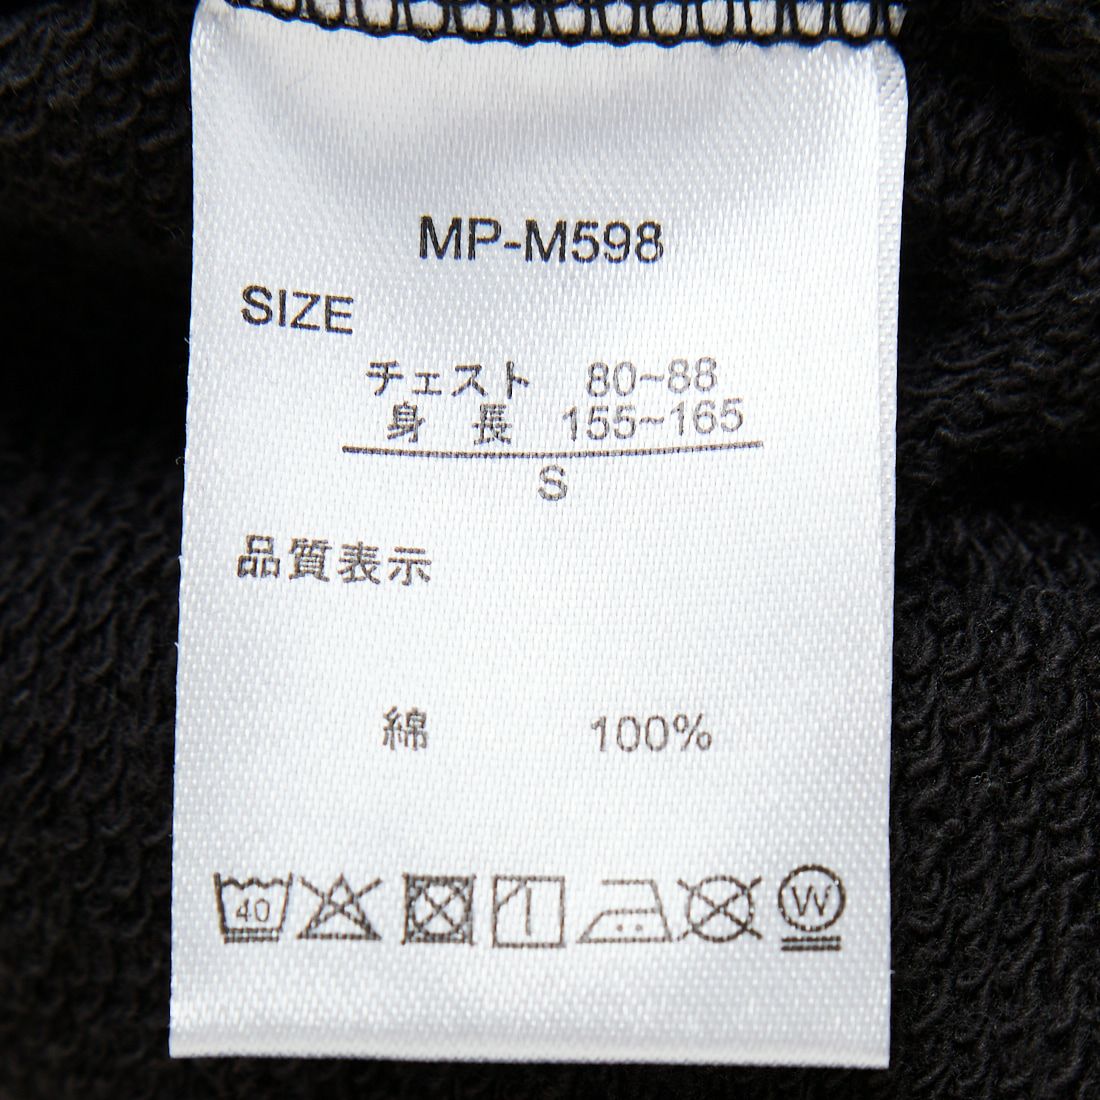 MP-M598
SIZE
チェスト 80~88
身 長 155~165
S
品質表示
綿 100%
40 W